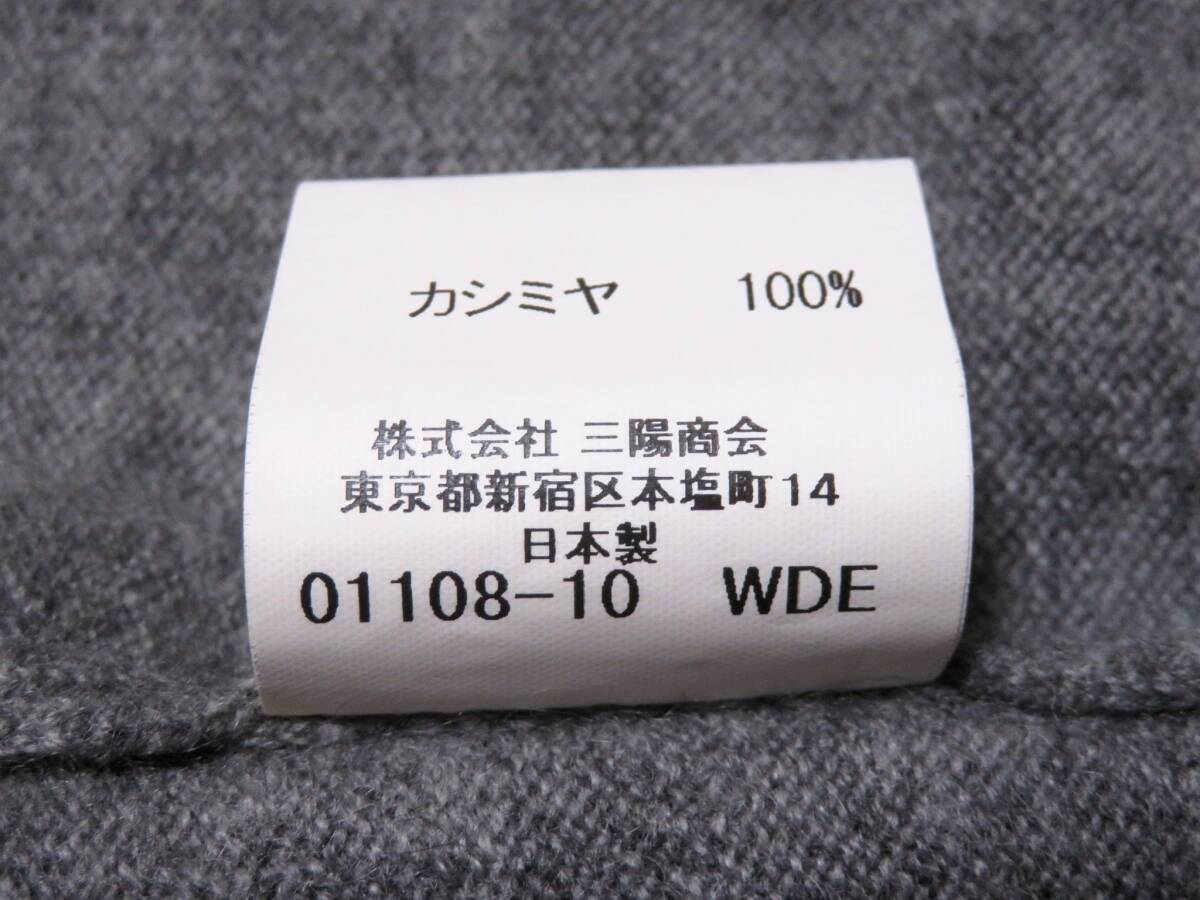 カシミヤ 100%
株式会社 三陽商会
東京都新宿区本塩町14
日本製
01108-10 WDE